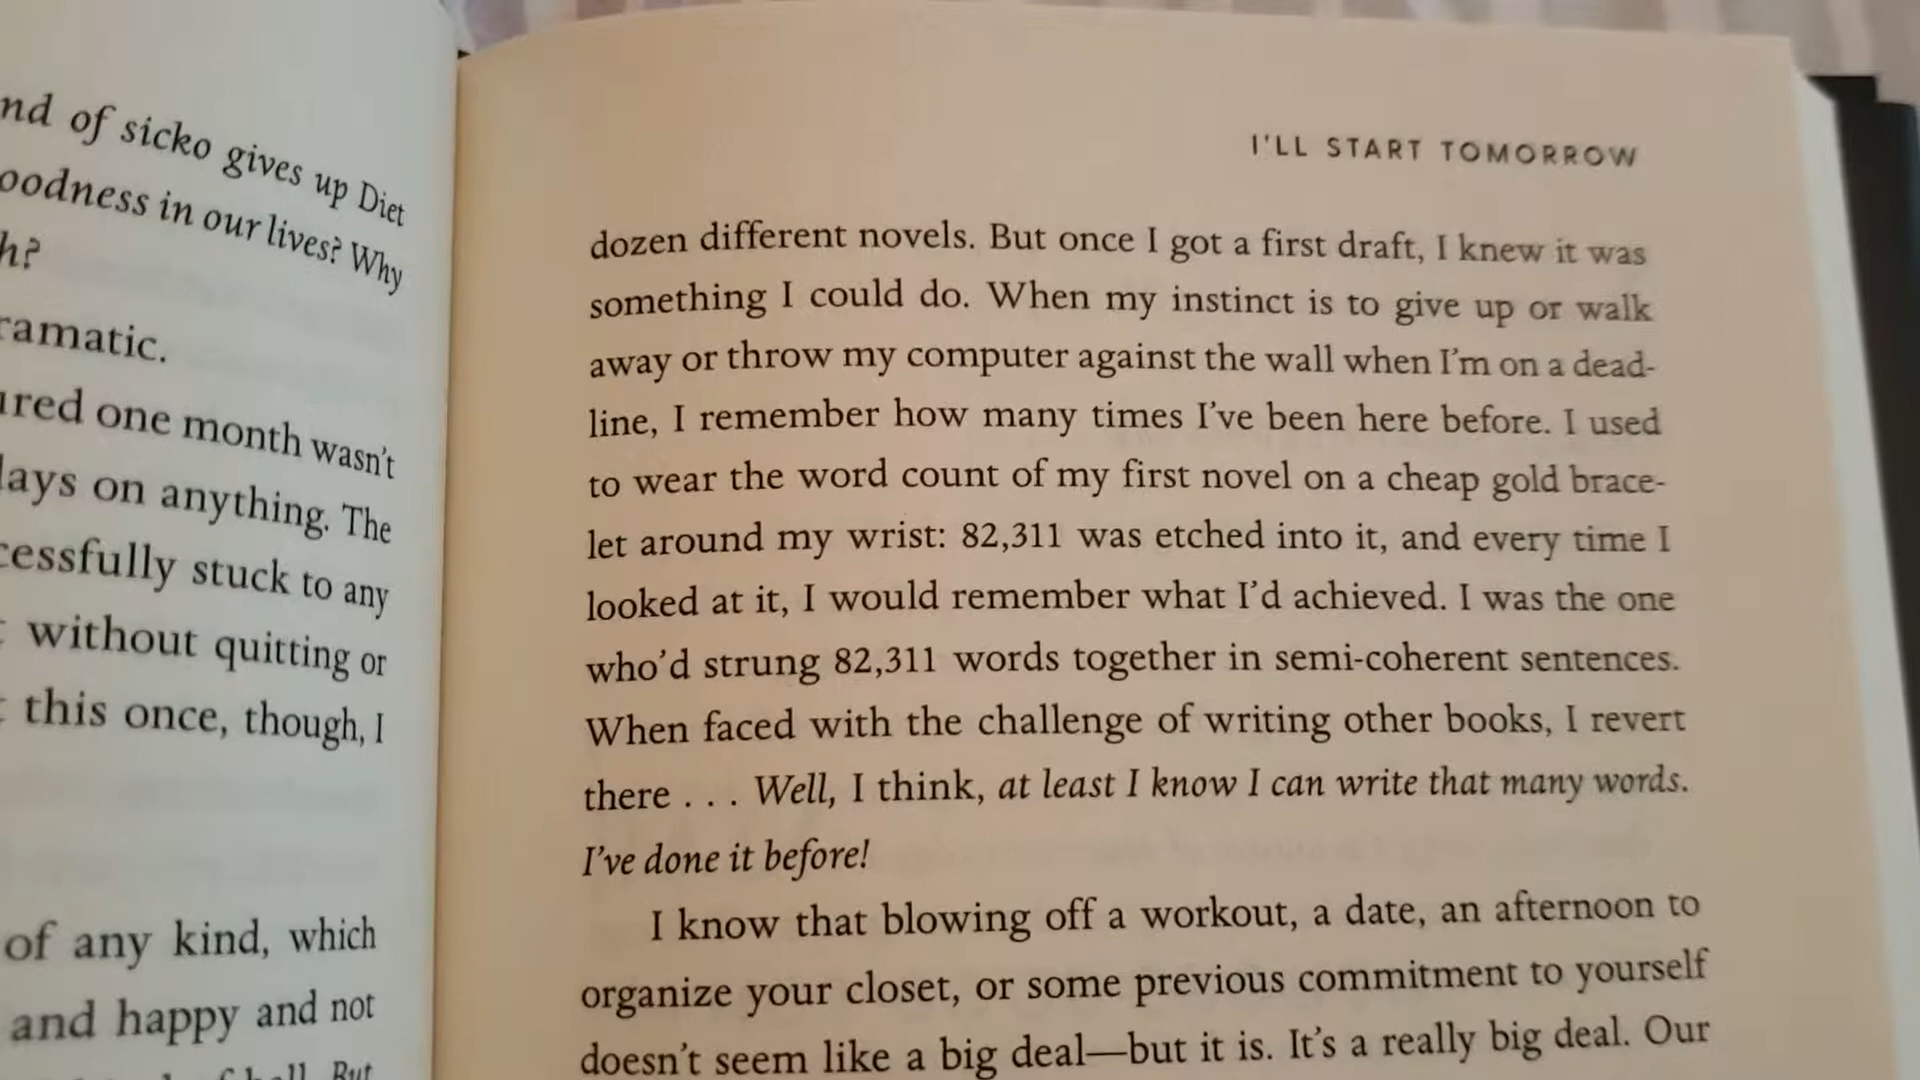 of sicko gives up Diet
in our lives? Why
one month wasn't
on anything. The
stuck to any
without quitting or
this once, though, I
of any kind, which
and happy and not
But
I'LL START TOMORROW
dozen different novels. But once I got a first draft, I knew it was
something I could do. When my instinct is to give up or walk
away or throw my computer against the wall when I'm on a dead-
line, I remember how many times I've been here before. I used
to wear the word count of my first novel on a cheap gold brace-
let around my wrist: 82,311 was etched into it, and every time I
looked at it, I would remember what I'd achieved. I was the one
who'd strung 82,311 words together in semi-coherent sentences.
When faced with the challenge of writing other books, I revert
there . . . Well, I think, at least I know I can write that many words.
I've done it before!
I know that blowing off a workout, a date, an afternoon to
organize your closet, or some previous commitment to yourself
doesn't seem like a big deal—but it is. It's a really big deal. Our